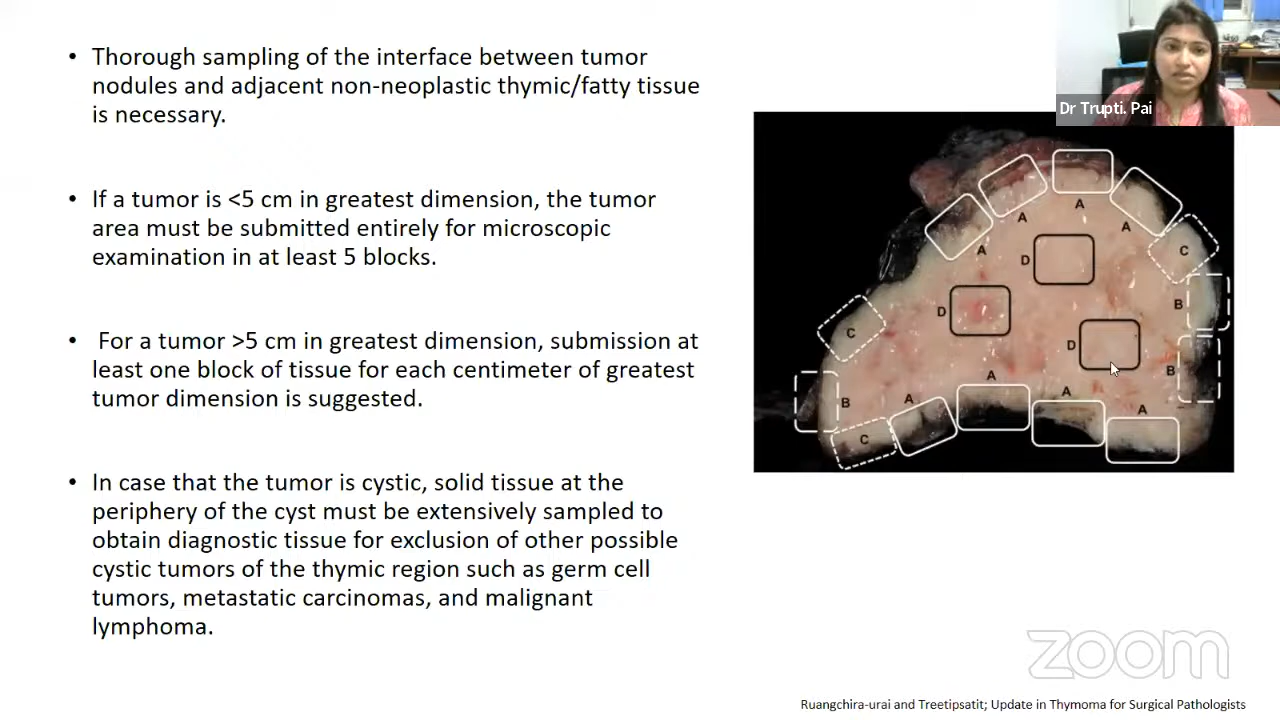 • Thorough sampling of the interface between tumor
nodules and adjacent non-neoplastic thymic/fatty tissue
is necessary.
• If a tumor is <5 cm in greatest dimension, the tumor
area must be submitted entirely for microscopic
examination in at least 5 blocks.
• For a tumor >5 cm in greatest dimension, submission at
least one block of tissue for each centimeter of greatest
tumor dimension is suggested.
• In case that the tumor is cystic, solid tissue at the
periphery of the cyst must be extensively sampled to
obtain diagnostic tissue for exclusion of other possible
cystic tumors of the thymic region such as germ cell
tumors, metastatic carcinomas, and malignant
lymphoma.
Dr Trupti. Pai
A
A
A
A
C
D
B
D
C
D
B
A
A
B
A
A
C
zoom
Ruangchira-urai and Treetipsatit; Update in Thymoma for Surgical Pathologists